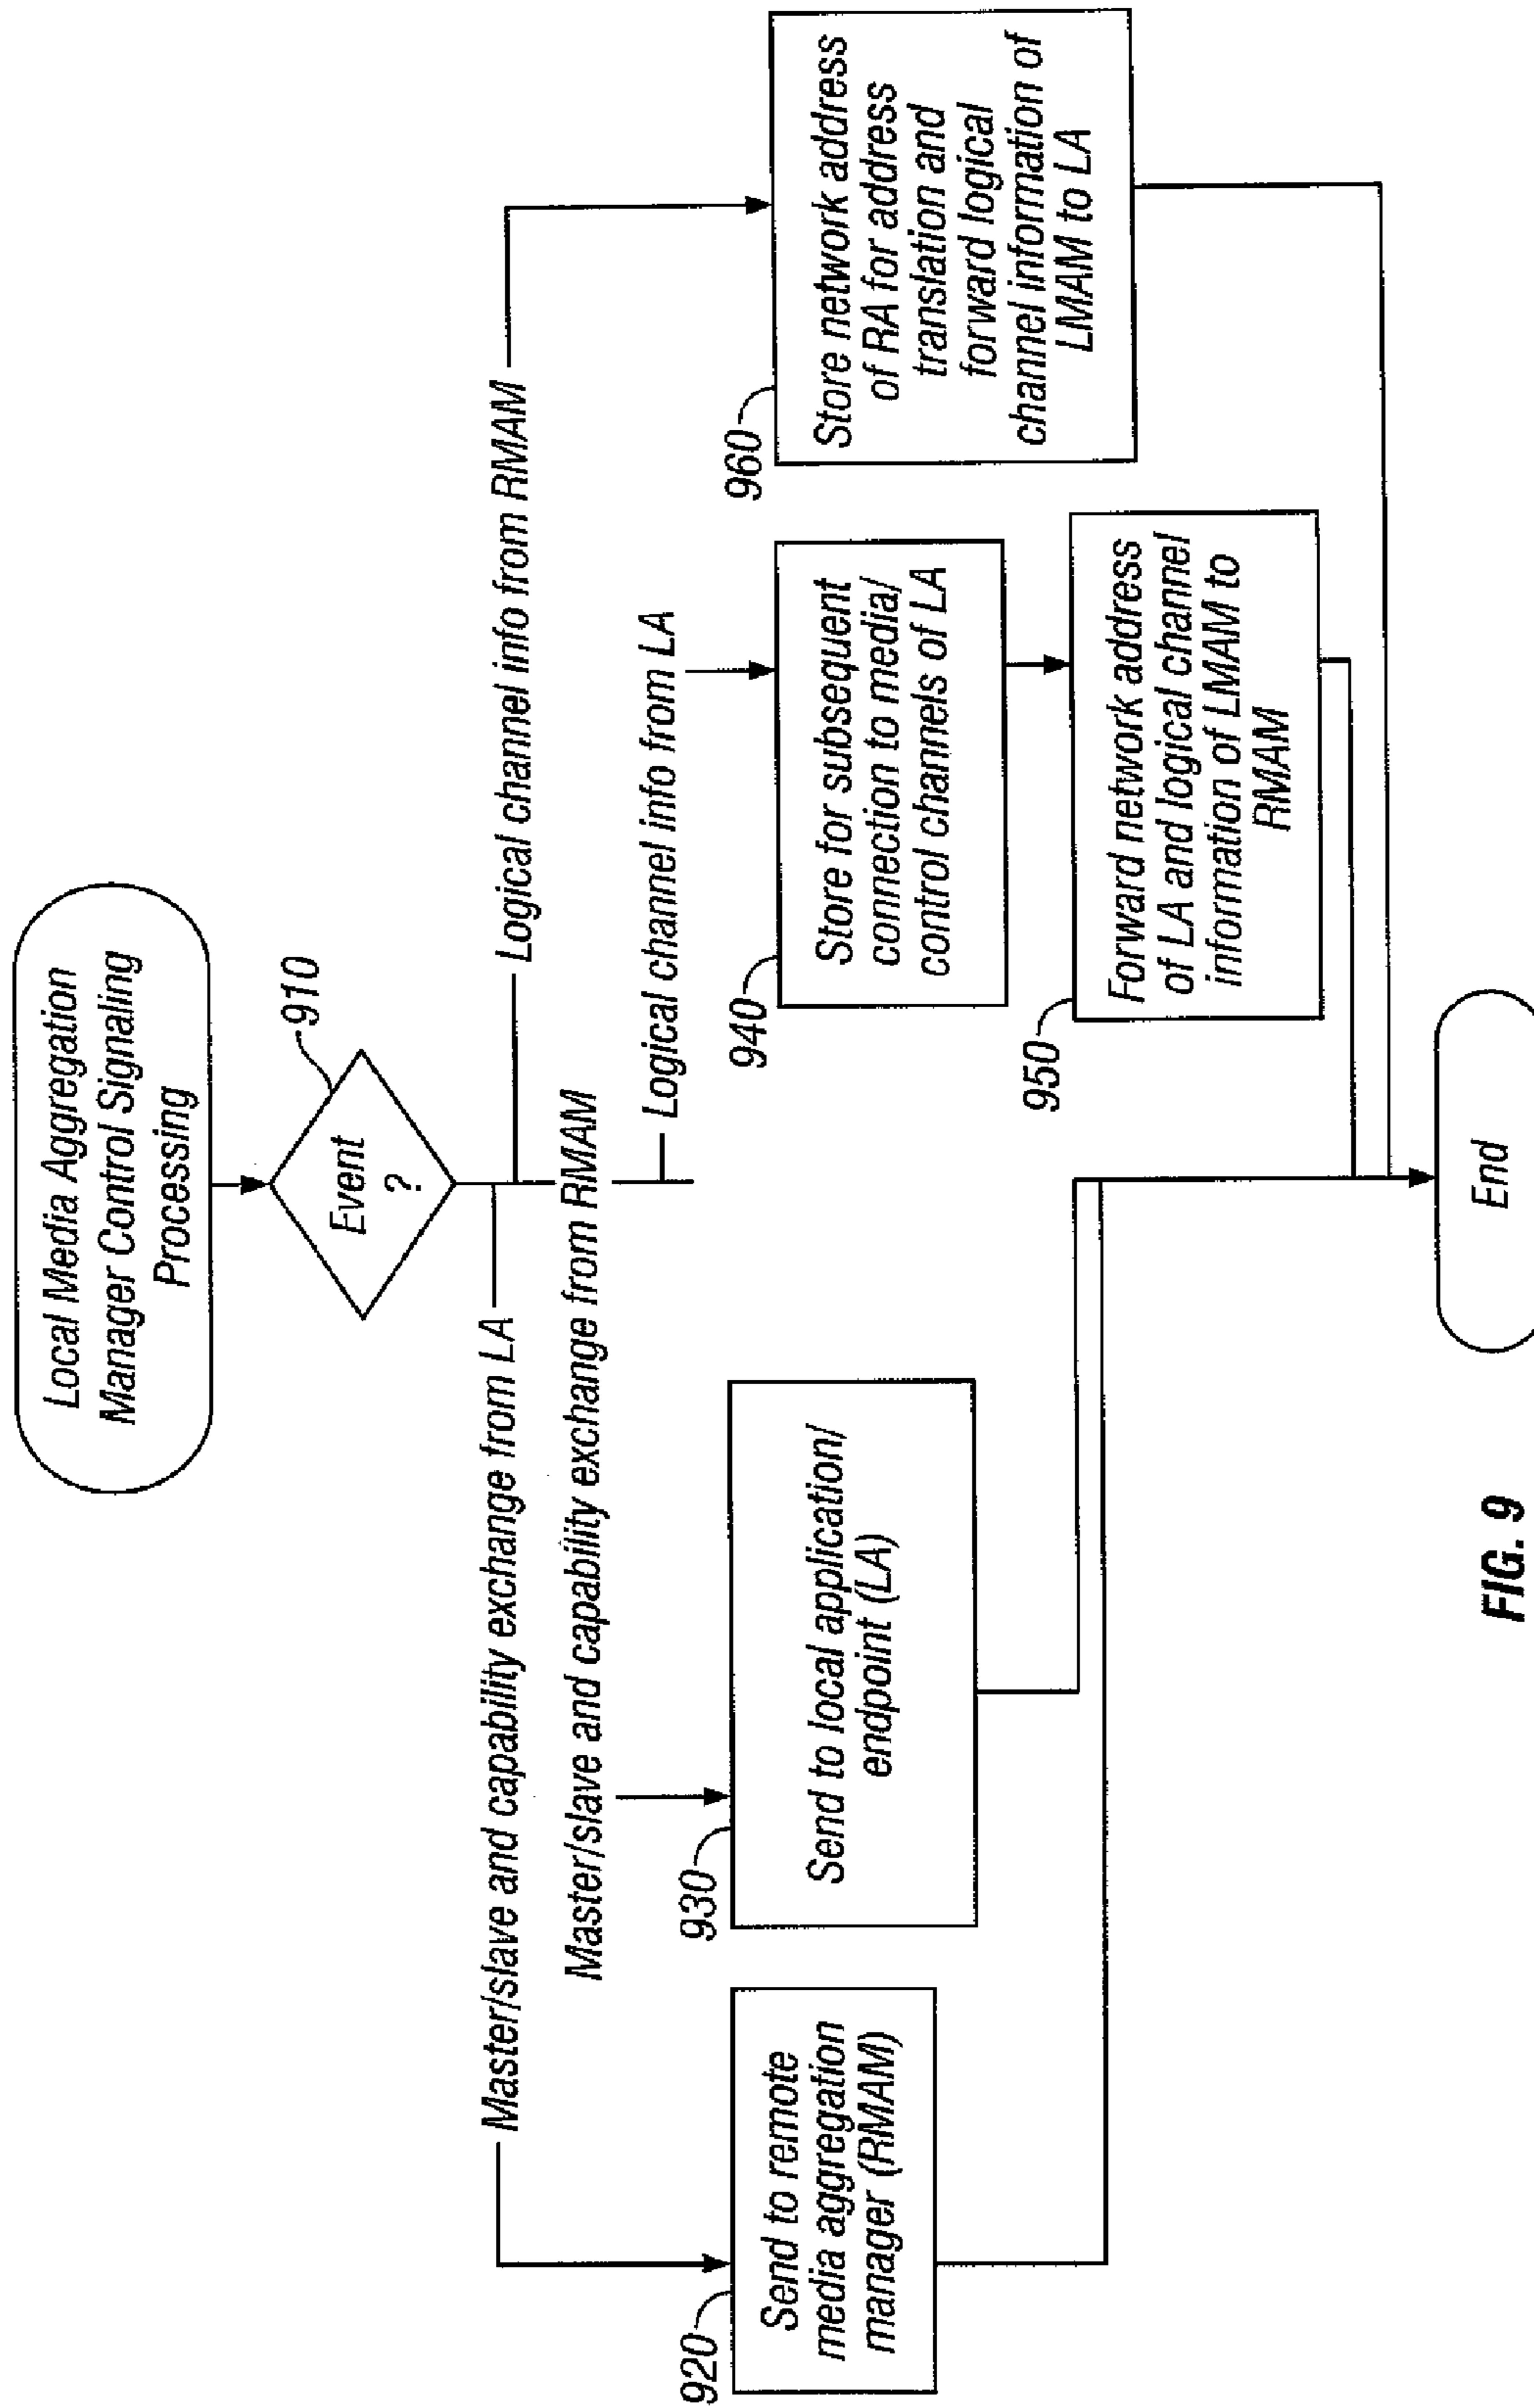 Local Media Aggregation
Manager Control Signaling
Processing
910
Event
?
Master/slave and capability exchange from LA
Logical channel info from RMAM
Master/slave and capability exchange from RMAM
Logical channel info from LA
920
Send to remote
media aggregation
manager (RMAM)
930
Send to local application/
endpoint (LA)
940
Store for subsequent
connection to media/
control channels of LA
950
Forward network address
of LA and logical channel
information of LMAM to
RMAM
960
Store network address
of RA for address
translation and
forward logical
channel information of
LMAM to LA
End
FIG. 9